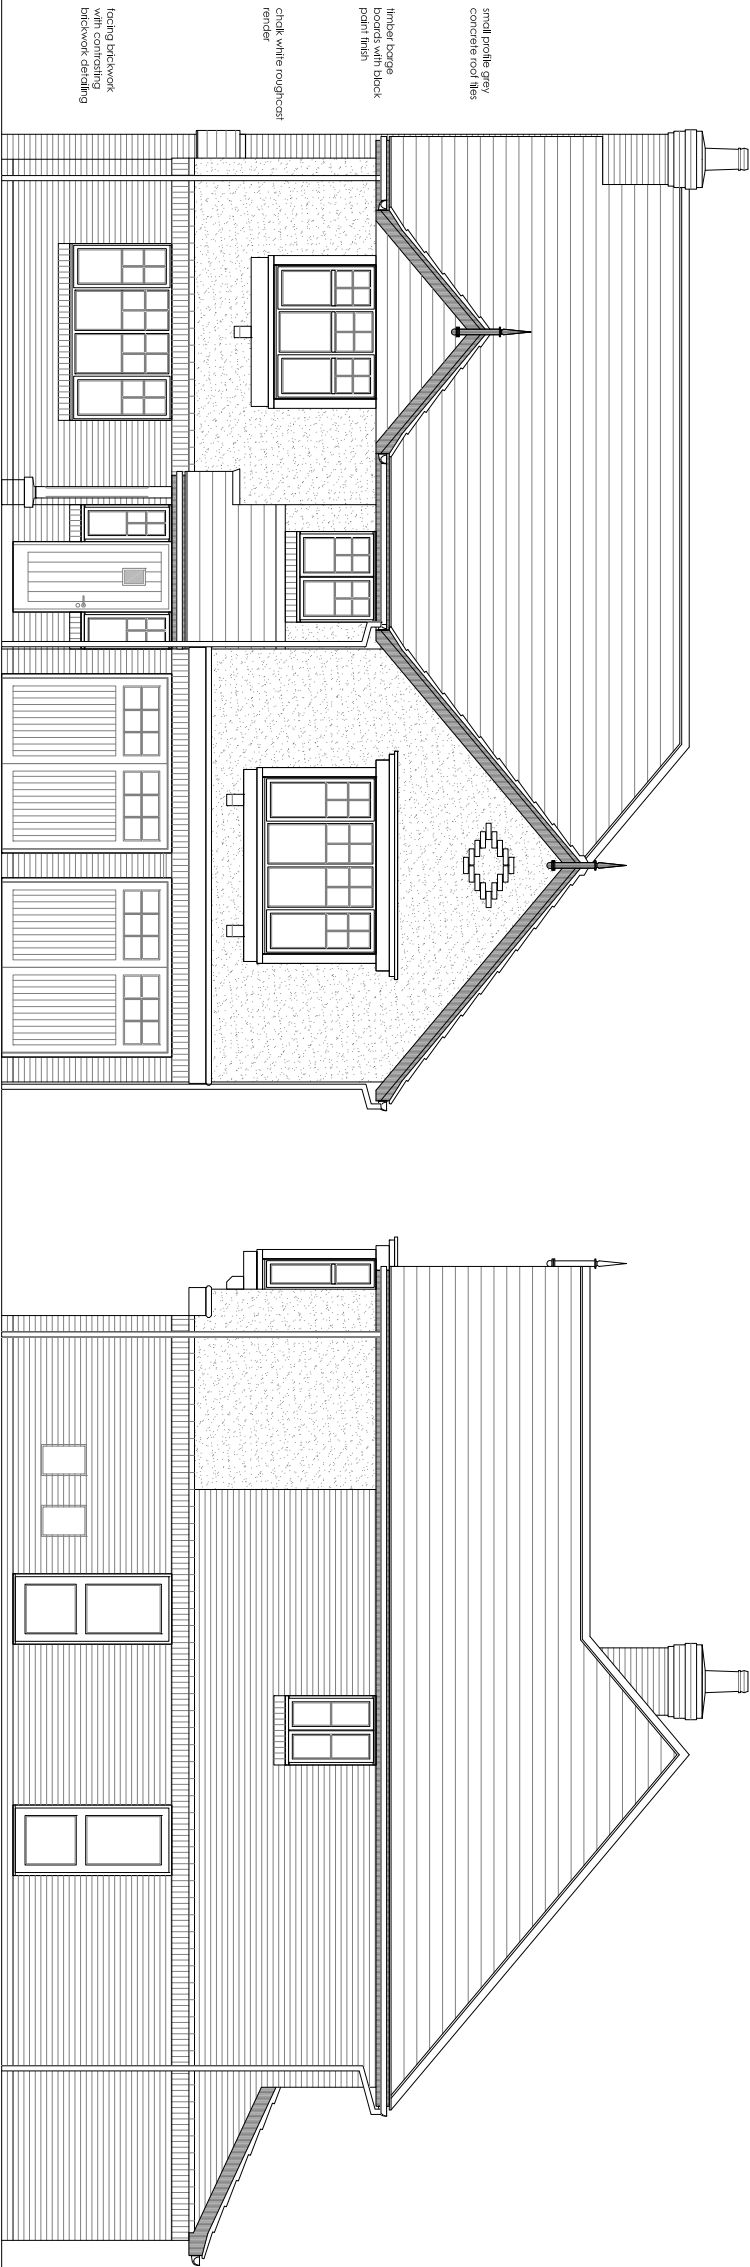 small profile grey
concrete roof tiles
timber barge
boards with black
paint finish
chalk white roughcast
render
facing brickwork
with contrasting
brickwork detailing